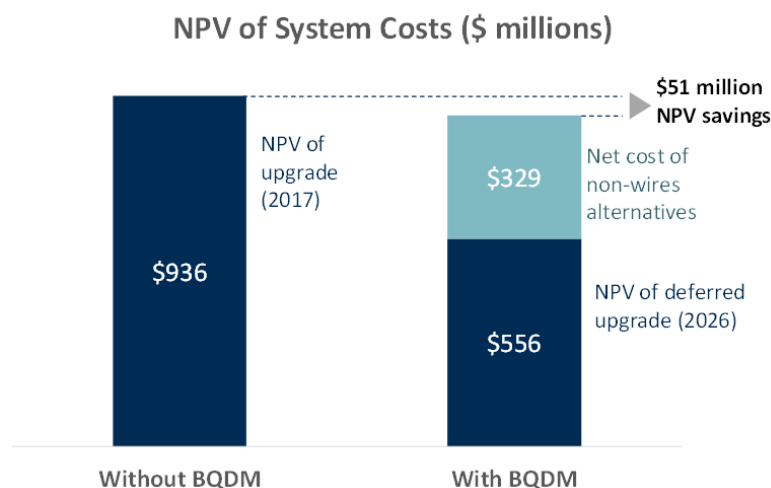 NPV of System Costs ($ millions)
$51 million
NPV savings
NPV of
upgrade
(2017)
$936
$329
Net cost of
non-wires
alternatives
NPV of deferred
upgrade (2026)
$556
Without BQDM
With BQDM